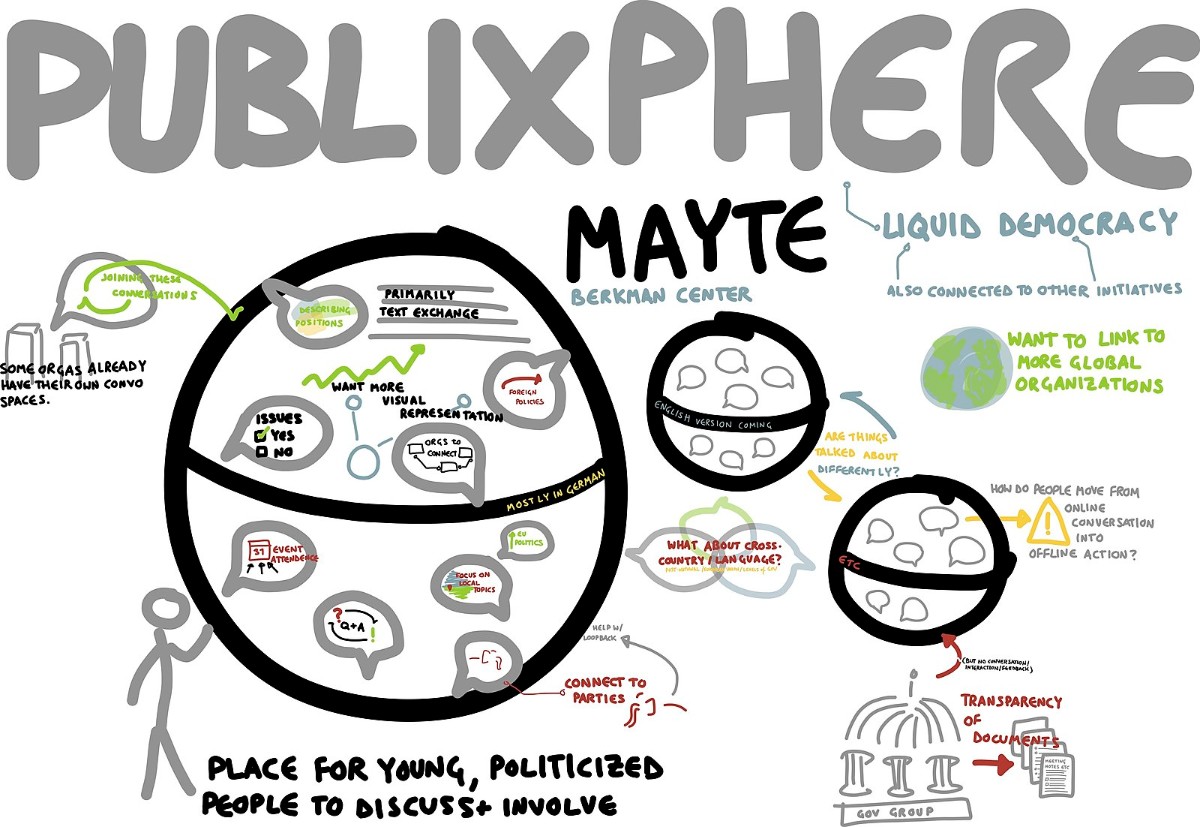 PUBLIXPHERE
MAYTE
BERKMAN CENTER
LIQUID DEMOCRACY
ALSO CONNECTED TO OTHER INITIATIVES
JOINING THESE
CONVERSATIONS
SOME ORGAS ALREADY
HAVE THEIR OWN CONVO
SPACES.
DESCRIBING
POSITIONS
PRIMARILY
TEXT EXCHANGE
WANT MORE
VISUAL
REPRESENTATION
FOREIGN
POLICIES
ISSUES
YES
NO
ORGS TO
CONNECT
MOSTLY IN GERMAN
31
EVENT
ATTENDENCE
EU
POLITICS
FOCUS ON
LOCAL
TOPICS
?
Q+A
!
CONNECT TO
PARTIES
HELP W/
LOOPBACK
PLACE FOR YOUNG, POLITICIZED
PEOPLE TO DISCUSS + INVOLVE
ENGLISH VERSION COMING
ARE THINGS
TALKED ABOUT
DIFFERENTLY?
WANT TO LINK TO
MORE GLOBAL
ORGANIZATIONS
WHAT ABOUT CROSS-
COUNTRY/LANGUAGE?
ETC
HOW DO PEOPLE MOVE FROM
ONLINE
CONVERSATION
INTO
OFFLINE ACTION?
!
(BUT NO CONVERSATION/
INTERACTION/FEEDBACK)
TRANSPARENCY
OF
DOCUMENTS
MEETING
NOTES ETC
GOV GROUP